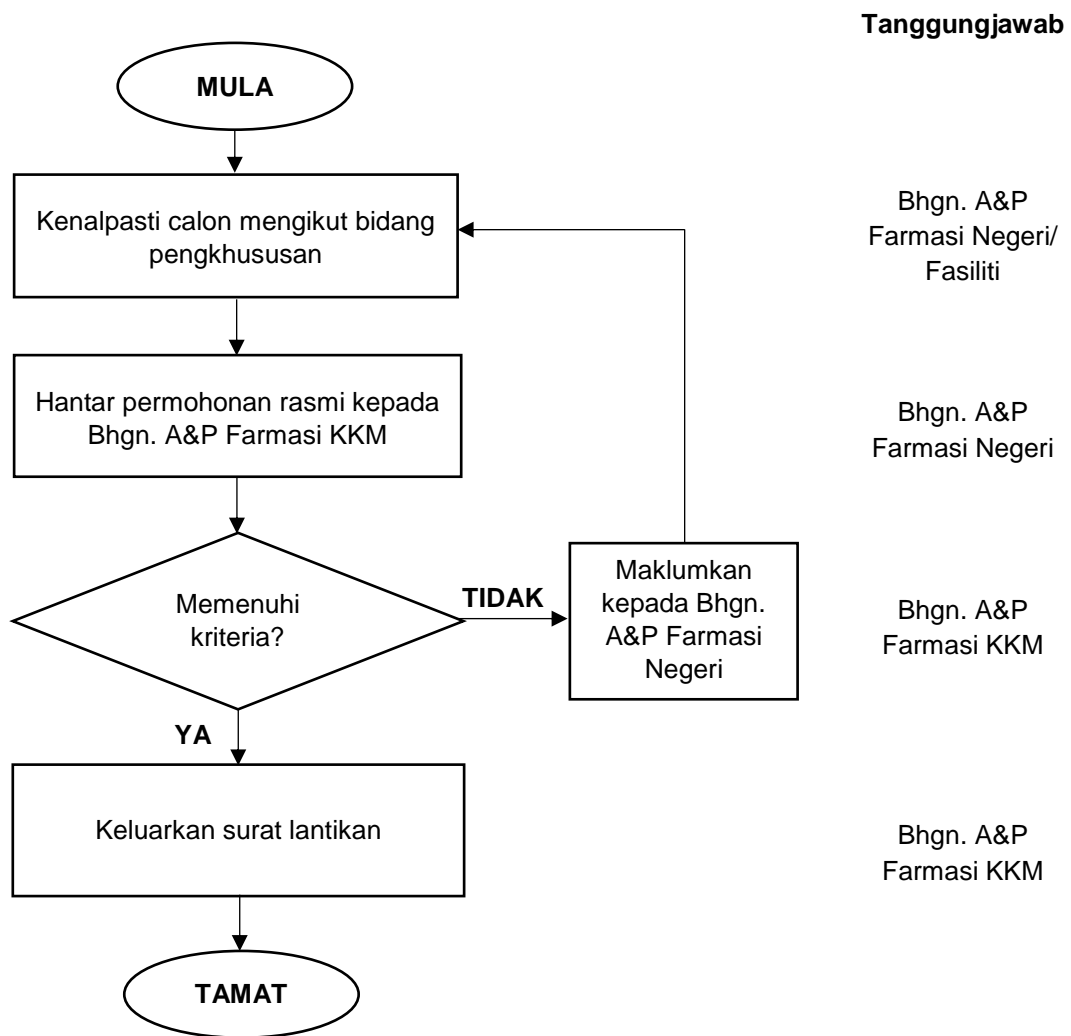 Tanggungjawab
MULA
Kenalpasti calon mengikut bidang
pengkhususan
Bhgn. A&P
Farmasi Negeri/
Fasiliti
Hantar permohonan rasmi kepada
Bhgn. A&P Farmasi KKM
Bhgn. A&P
Farmasi Negeri
Memenuhi
kriteria?
TIDAK
Maklumkan
kepada Bhgn.
A&P Farmasi
Negeri
Bhgn. A&P
Farmasi KKM
YA
Keluarkan surat lantikan
Bhgn. A&P
Farmasi KKM
TAMAT